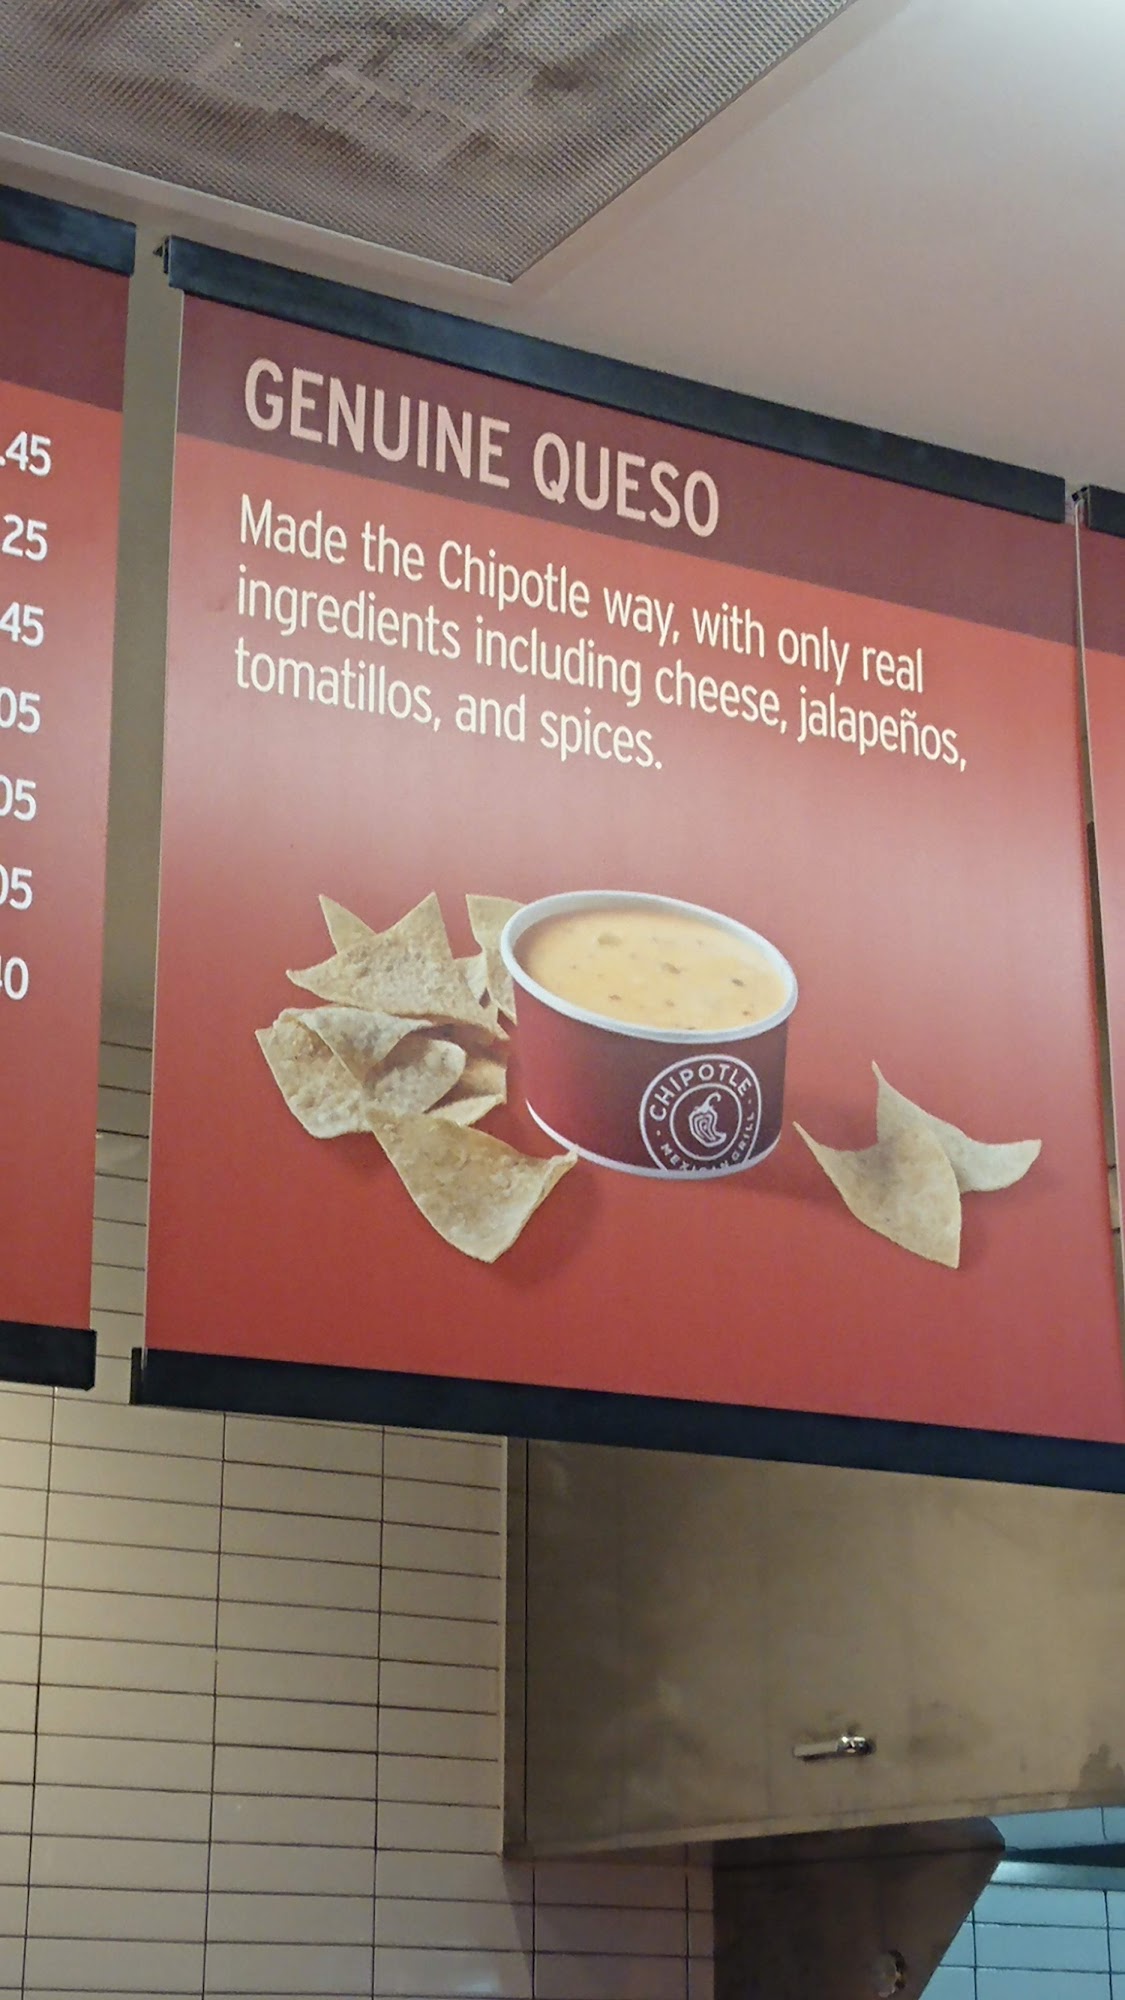 GENUINE QUESO
Made the Chipotle way, with only real
ingredients including cheese, jalapeños,
tomatillos, and spices.
.45
25
45
05
05
05
40
CHIPOTLE
MEXICAN GRILL